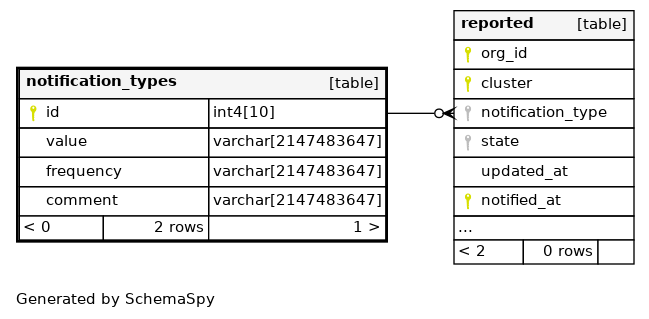 notification_types [table]
id int4[10]
value varchar[2147483647]
frequency varchar[2147483647]
comment varchar[2147483647]
< 0 2 rows 1 >
reported [table]
org_id
cluster
notification_type
state
updated_at
notified_at
...
< 2 0 rows
Generated by SchemaSpy